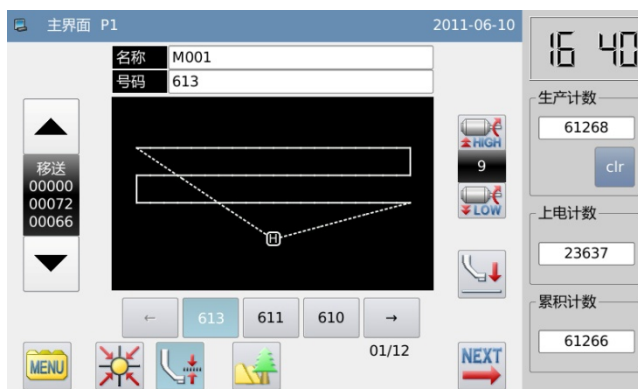 主界面 P1
2011-06-10
16 40
名称 M001
号码 613
移送
00000
00072
00066
H
HIGH
9
LOW
生产计数
61268
clr
上电计数
23637
累积计数
61266
← 613 611 610 →
01/12
MENU
NEXT